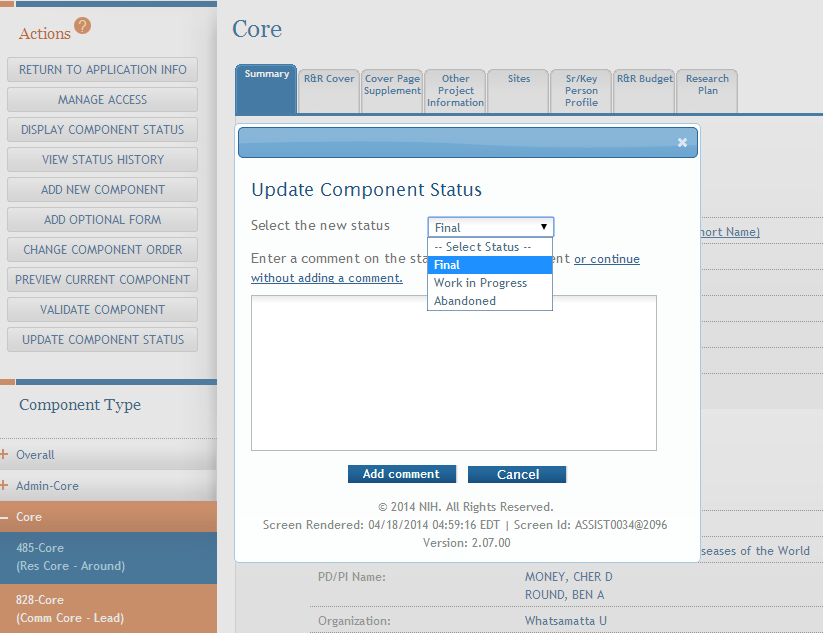 Actions ?
RETURN TO APPLICATION INFO
MANAGE ACCESS
DISPLAY COMPONENT STATUS
VIEW STATUS HISTORY
ADD NEW COMPONENT
ADD OPTIONAL FORM
CHANGE COMPONENT ORDER
PREVIEW CURRENT COMPONENT
VALIDATE COMPONENT
UPDATE COMPONENT STATUS
Component Type
+ Overall
+ Admin-Core
– Core
485-Core
(Res Core - Around)
828-Core
(Comm Core - Lead)
Core
Summary
R&R Cover
Cover Page
Supplement
Other
Project
Information
Sites
Sr/Key
Person
Profile
R&R Budget
Research
Plan
Update Component Status
Select the new status Final
-- Select Status --
Final
Work in Progress
Abandoned
Enter a comment on the sta ent or continue
without adding a comment.
Add comment Cancel
© 2014 NIH. All Rights Reserved.
Screen Rendered: 04/18/2014 04:59:16 EDT | Screen Id: ASSIST0034@2096
Version: 2.07.00
hort Name)
seases of the World
PD/PI Name: MONEY, CHER D
ROUND, BEN A
Organization: Whatsamatta U